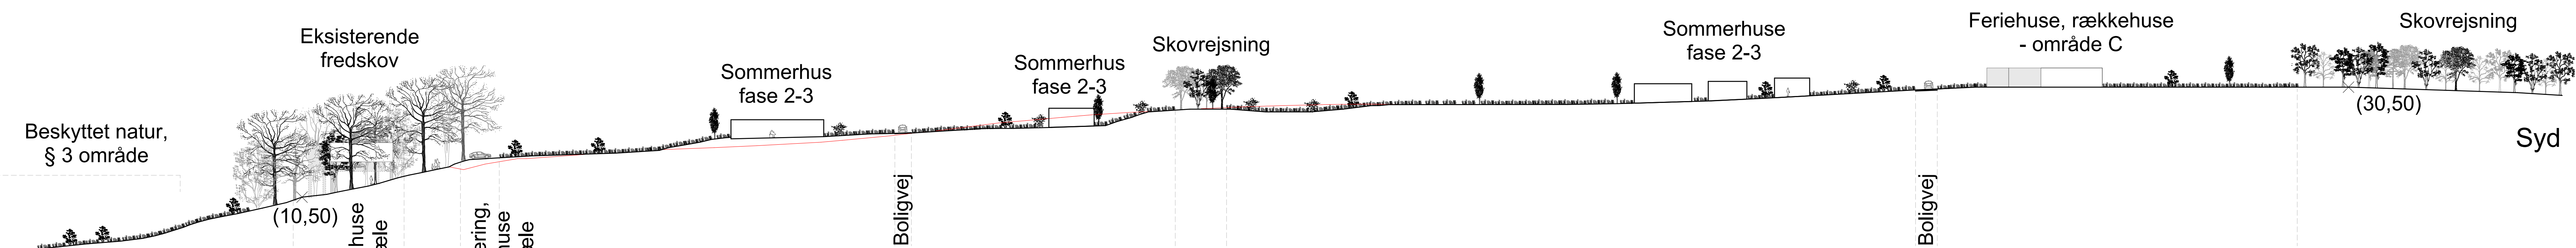 Beskyttet natur,
§ 3 område
Eksisterende
fredskov
(10,50)
Sommerhus
fase 2-3
Boligvej
Sommerhus
fase 2-3
Skovrejsning
Sommerhuse
fase 2-3
Boligvej
Feriehuse, rækkehuse
- område C
Skovrejsning
(30,50)
Syd